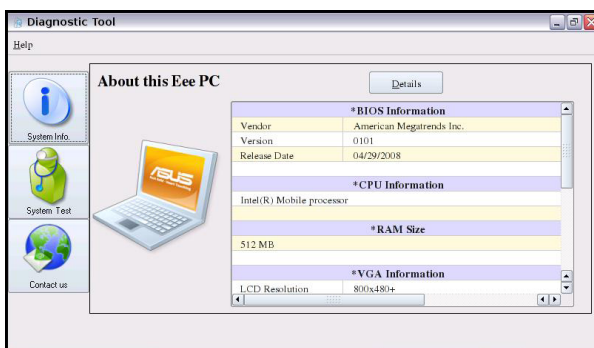 Diagnostic Tool
Help
System Info.
System Test
Contact us
About this Eee PC
ASUS
Details
*BIOS Information
Vendor American Megatrends Inc.
Version 0101
Release Date 04/29/2008
*CPU Information
Intel(R) Mobile processor
*RAM Size
512 MB
*VGA Information
LCD Resolution 800x480+